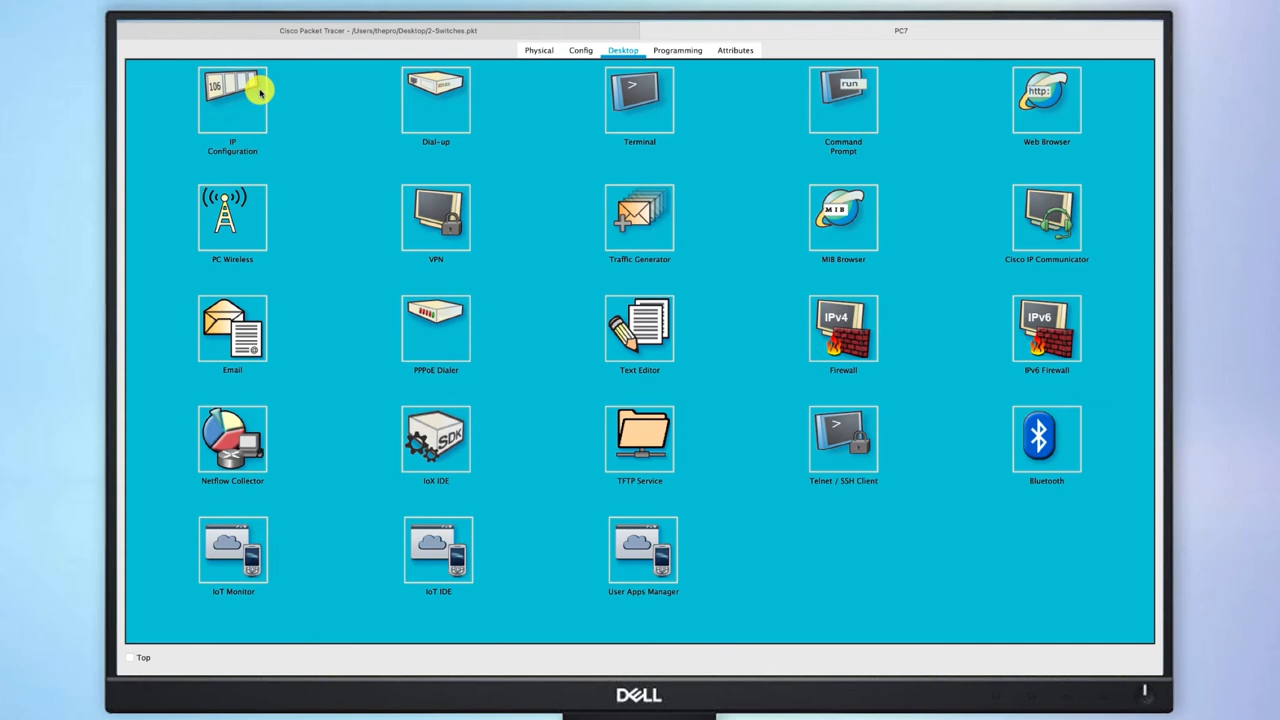 Cisco Packet Tracer - /Users/thepro/Desktop/2-Switches.pkt
PC7
Physical
Config
Desktop
Programming
Attributes
106
run
http:
IP
Configuration
Dial-up
Terminal
Command
Prompt
Web Browser
MIB
PC Wireless
VPN
Traffic Generator
MIB Browser
Cisco IP Communicator
IPv4
IPv6
Email
PPPoE Dialer
Text Editor
Firewall
IPv6 Firewall
SDK
Netflow Collector
IoX IDE
TFTP Service
Telnet / SSH Client
Bluetooth
IoT Monitor
IoT IDE
User Apps Manager
Top
DELL